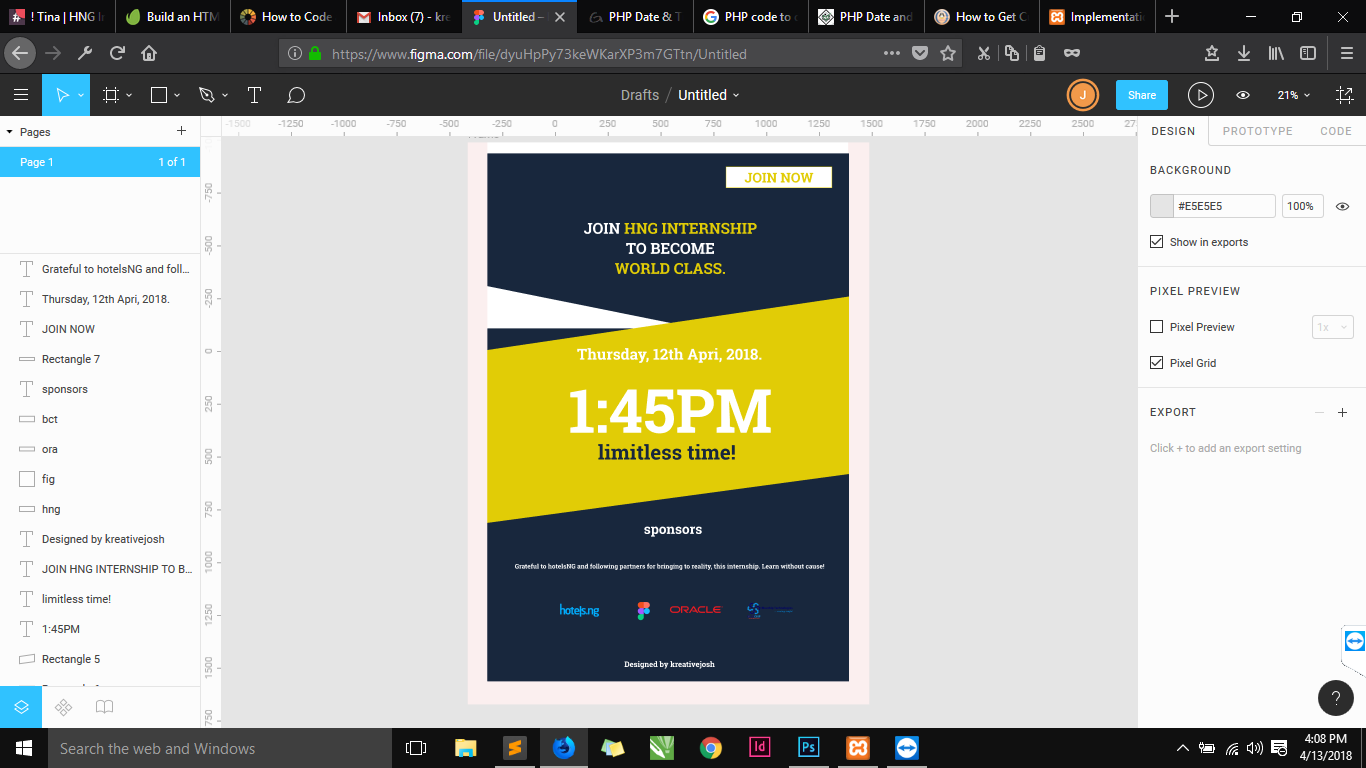 ! Tina | HNG I
Build an HTM
How to Code
Inbox (7) - kre
Untitled –
PHP Date & T
PHP code to c
PHP Date and
How to Get C
Implementati
https://www.figma.com/file/dyuHpPy73keWKarXP3m7GTtn/Untitled
Drafts / Untitled
J
Share
21%
Pages
Page 1
1 of 1
Grateful to hotelsNG and foll...
Thursday, 12th Apri, 2018.
JOIN NOW
Rectangle 7
sponsors
bct
ora
fig
hng
Designed by kreativejosh
JOIN HNG INTERNSHIP TO B...
limitless time!
1:45PM
Rectangle 5
-1500 -1250 -1000 -750 -500 -250 0 250 500 750 1000 1250 1500 1750 2000 2250 2500
-750
-500
-250
0
250
500
750
1000
1250
1500
JOIN NOW
JOIN HNG INTERNSHIP
TO BECOME
WORLD CLASS.
Thursday, 12th Apri, 2018.
1:45PM
limitless time!
sponsors
Grateful to hotelsNG and following partners for bringing to reality, this internship. Learn without cause!
hotels.ng
ORACLE
Designed by kreativejosh
DESIGN
PROTOTYPE
CODE
BACKGROUND
#E5E5E5
100%
Show in exports
PIXEL PREVIEW
Pixel Preview
1x
Pixel Grid
EXPORT
Click + to add an export setting
?
Search the web and Windows
Id
Ps
4:08 PM
4/13/2018